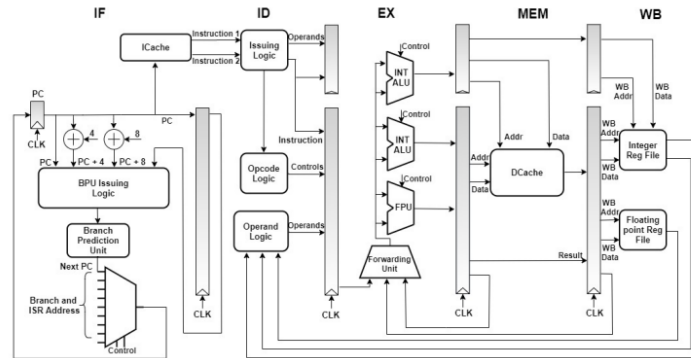 IF
ID
EX
MEM
WB
ICache
Instruction 1
Instruction 2
Issuing
Logic
Operands
Control
INT
ALU
PC
CLK
4
8
PC
PC
PC + 4
PC + 8
BPU Issuing
Logic
Branch
Prediction
Unit
Next PC
Branch and
ISR Address
Control
CLK
Instruction
Opcode
Logic
Controls
Operand
Logic
Operands
CLK
Control
INT
ALU
Control
FPU
Forwarding
Unit
Addr
Data
Addr
Data
DCache
Result
CLK
CLK
WB
Addr
WB
Data
WB
Addr
WB
Data
Integer
Reg File
WB
Addr
WB
Data
Floating
point Reg
File